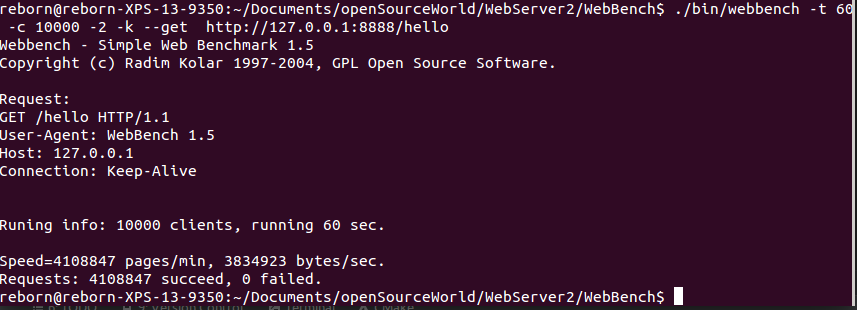 reborn@reborn-XPS-13-9350:~/Documents/openSourceWorld/WebServer2/WebBench$ ./bin/webbench -t 60
-c 10000 -2 -k --get  http://127.0.0.1:8888/hello
Webbench - Simple Web Benchmark 1.5
Copyright (c) Radim Kolar 1997-2004, GPL Open Source Software.

Request:
GET /hello HTTP/1.1
User-Agent: WebBench 1.5
Host: 127.0.0.1
Connection: Keep-Alive

Runing info: 10000 clients, running 60 sec.

Speed=4108847 pages/min, 3834923 bytes/sec.
Requests: 4108847 succeed, 0 failed.
reborn@reborn-XPS-13-9350:~/Documents/openSourceWorld/WebServer2/WebBench$